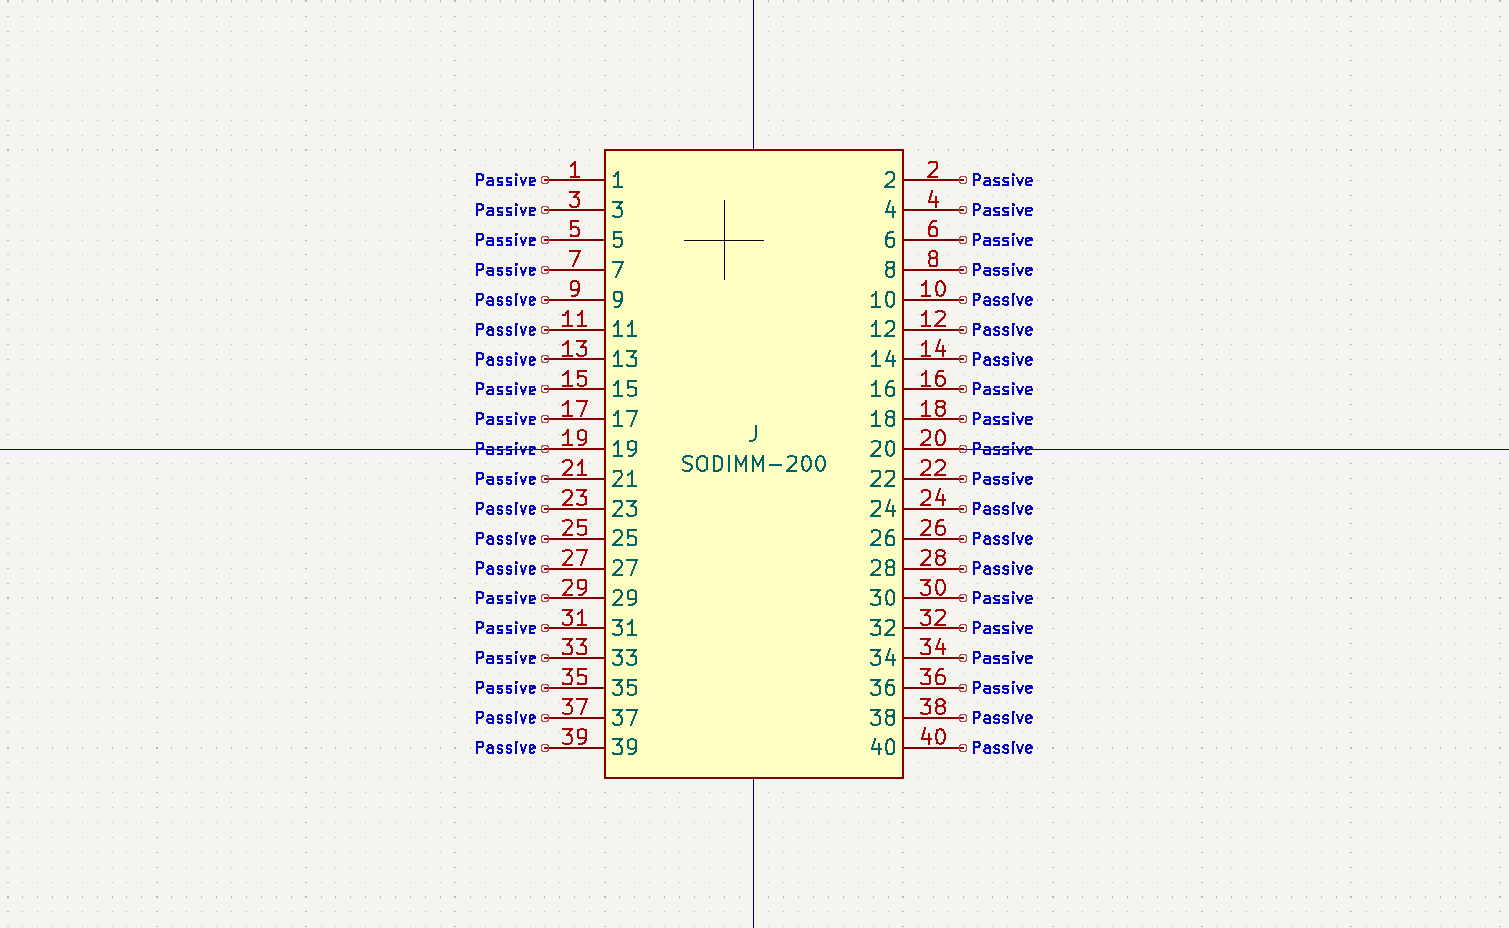 Passive 1 1 2 2 Passive
Passive 3 3 4 4 Passive
Passive 5 5 6 6 Passive
Passive 7 7 8 8 Passive
Passive 9 9 10 10 Passive
Passive 11 11 12 12 Passive
Passive 13 13 14 14 Passive
Passive 15 15 16 16 Passive
Passive 17 17 18 18 Passive
J
Passive 19 19 20 20 Passive
SODIMM-200
Passive 21 21 22 22 Passive
Passive 23 23 24 24 Passive
Passive 25 25 26 26 Passive
Passive 27 27 28 28 Passive
Passive 29 29 30 30 Passive
Passive 31 31 32 32 Passive
Passive 33 33 34 34 Passive
Passive 35 35 36 36 Passive
Passive 37 37 38 38 Passive
Passive 39 39 40 40 Passive